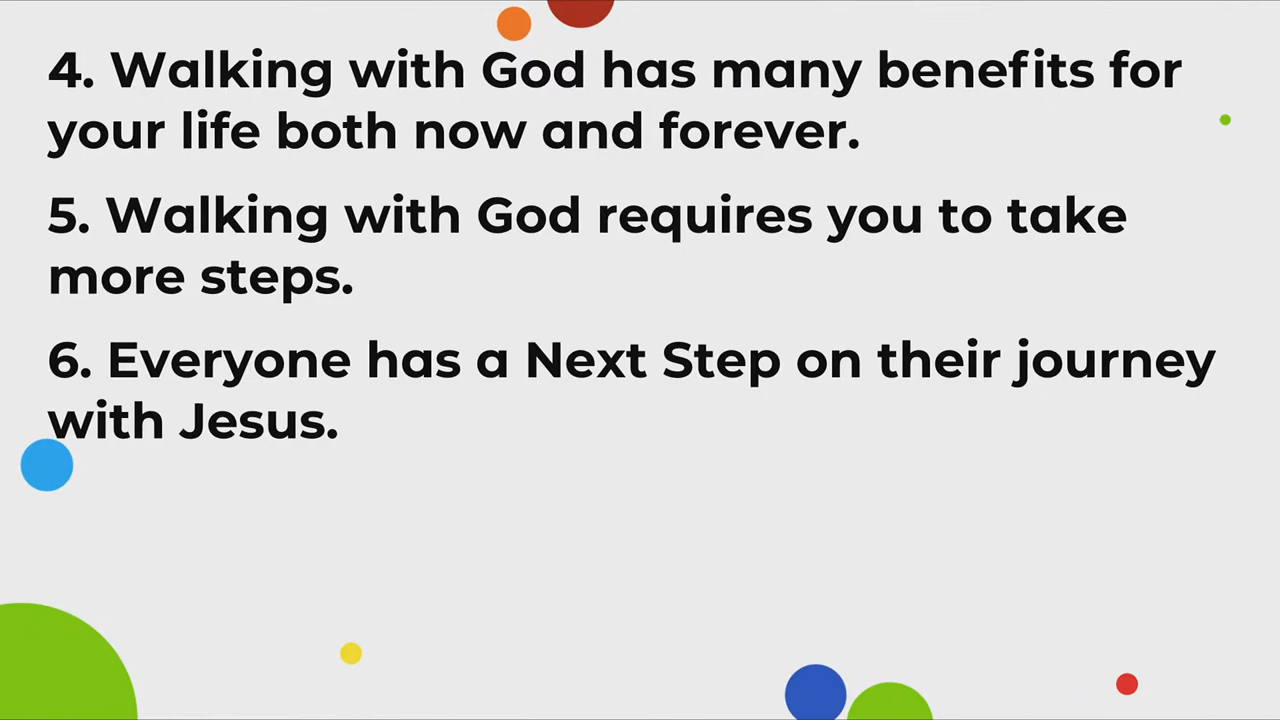 4. Walking with God has many benefits for
your life both now and forever.
5. Walking with God requires you to take
more steps.
6. Everyone has a Next Step on their journey
with Jesus.